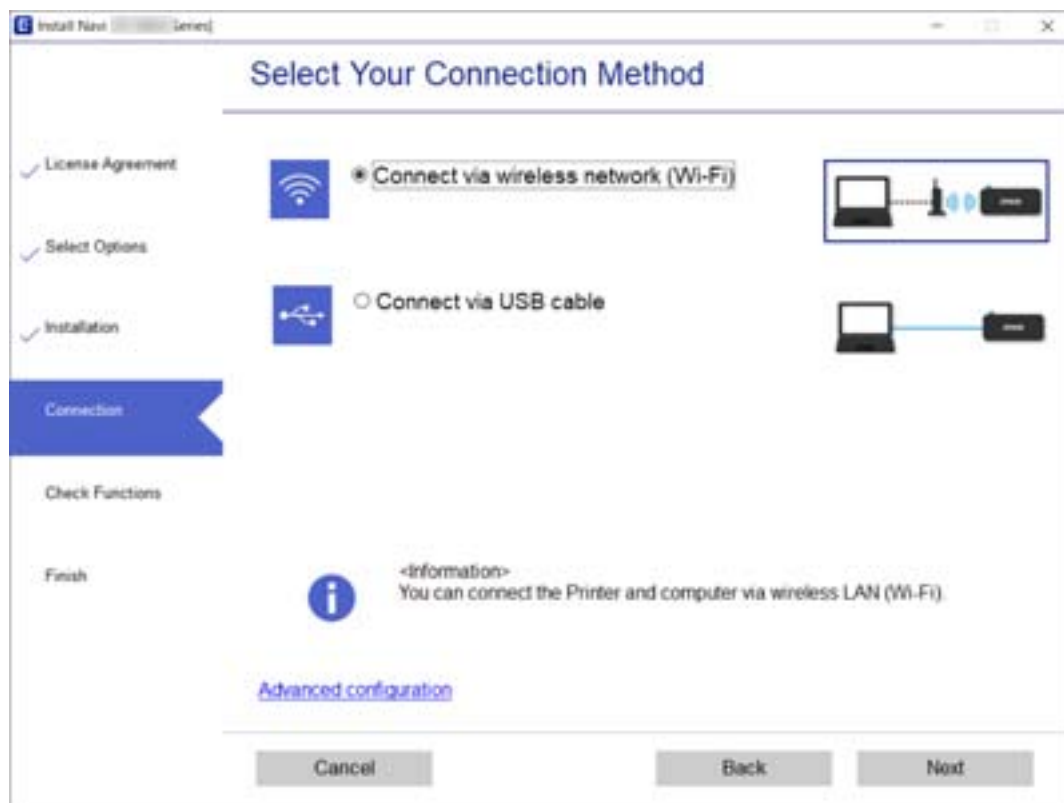 Install Navi Series]
Select Your Connection Method
License Agreement
Select Options
Installation
Connection
Check Functions
Finish
Connect via wireless network (Wi-Fi)
Connect via USB cable
<Information>
You can connect the Printer and computer via wireless LAN (Wi-Fi).
Advanced configuration
Cancel
Back
Next